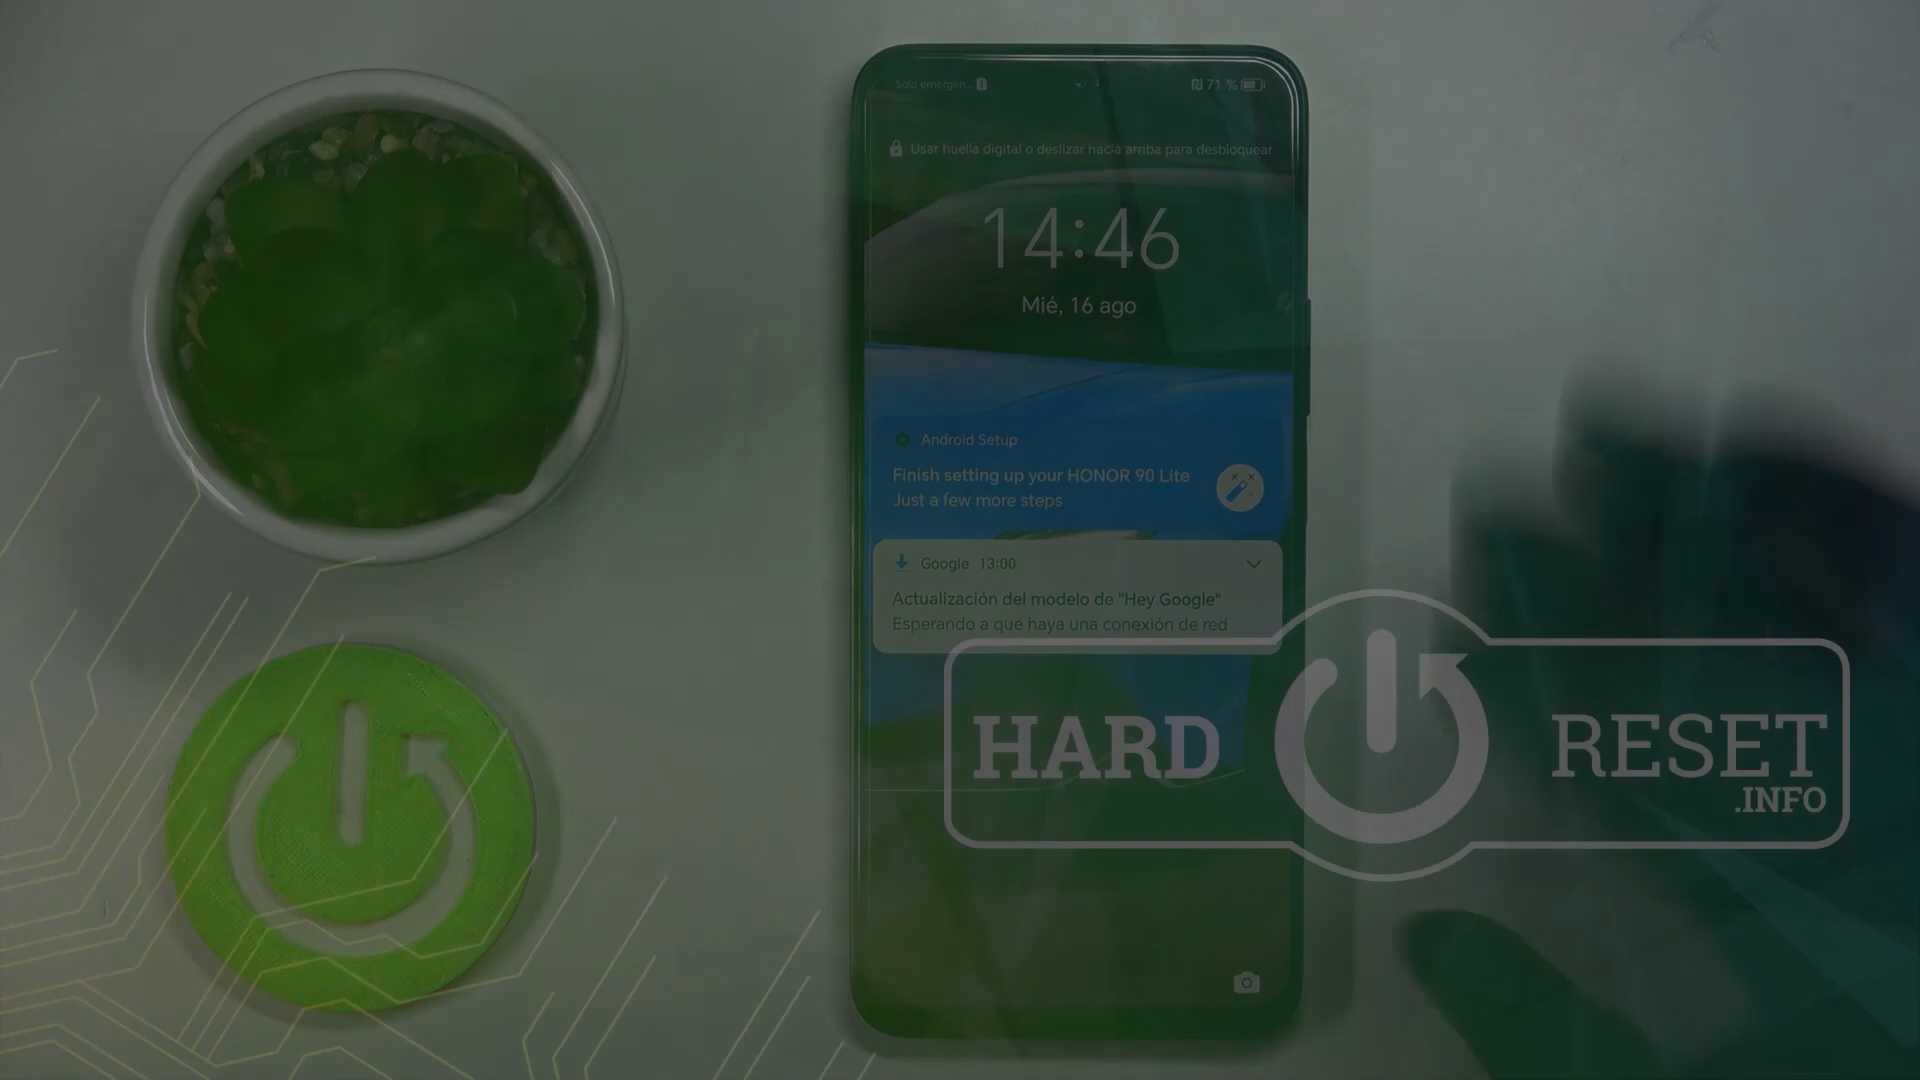 Solo emergen...
71 %
Usar huella digital o deslizar hacia arriba para desbloquear
14:46
Mié, 16 ago
Android Setup
Finish setting up your HONOR 90 Lite
Just a few more steps
Google 13:00
Actualización del modelo de "Hey Google"
Esperando a que haya una conexión de red
HARD RESET
.INFO